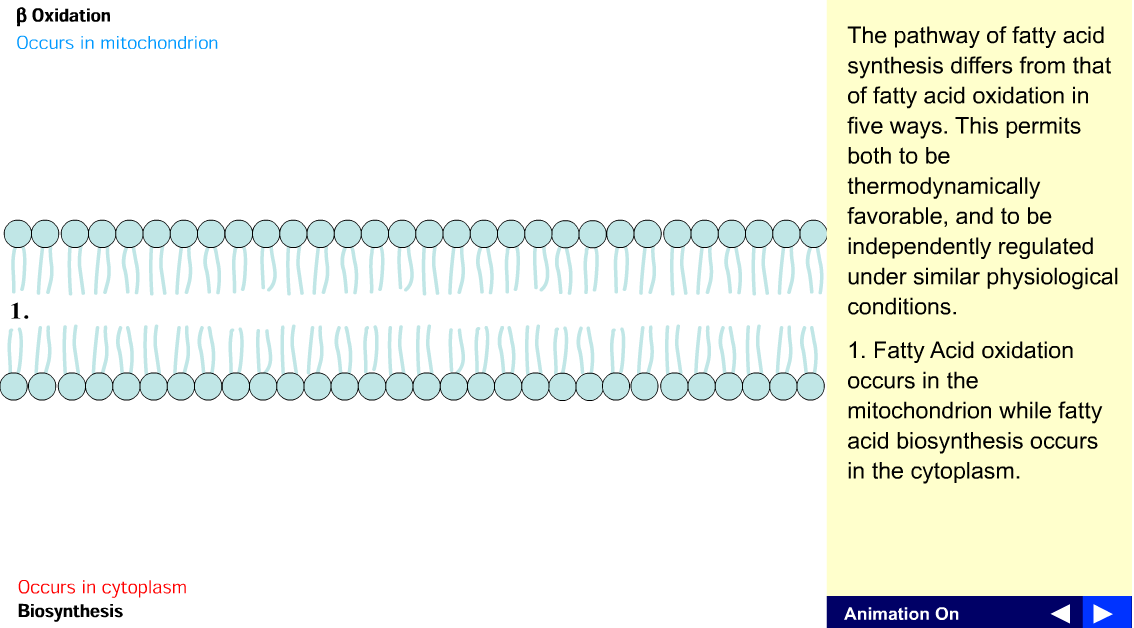 β Oxidation
Occurs in mitochondrion
1.
Occurs in cytoplasm
Biosynthesis
The pathway of fatty acid
synthesis differs from that
of fatty acid oxidation in
five ways. This permits
both to be
thermodynamically
favorable, and to be
independently regulated
under similar physiological
conditions.
1. Fatty Acid oxidation
occurs in the
mitochondrion while fatty
acid biosynthesis occurs
in the cytoplasm.
Animation On